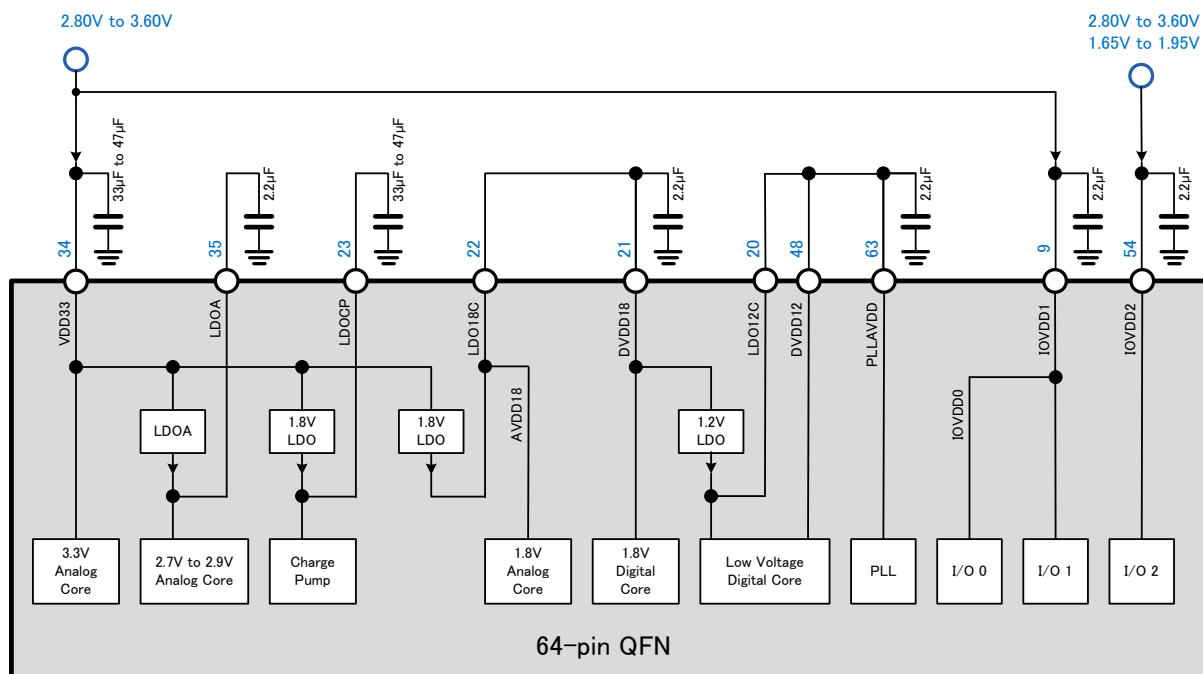 2.80V to 3.60V
2.80V to 3.60V
1.65V to 1.95V
33µF to 47µF
2.2µF
33µF to 47µF
2.2µF
2.2µF
2.2µF
2.2µF
34
35
23
22
21
20
48
63
9
54
VDD33
LDOA
LDOCP
LDO18C
DVDD18
LDO12C
DVDD12
PLLAVDD
IOVDD1
IOVDD2
LDOA
1.8V
LDO
1.8V
LDO
AVDD18
1.2V
LDO
IOVDD0
3.3V
Analog
Core
2.7V to 2.9V
Analog Core
Charge
Pump
1.8V
Analog
Core
1.8V
Digital
Core
Low Voltage
Digital Core
PLL
I/O 0
I/O 1
I/O 2
64-pin QFN